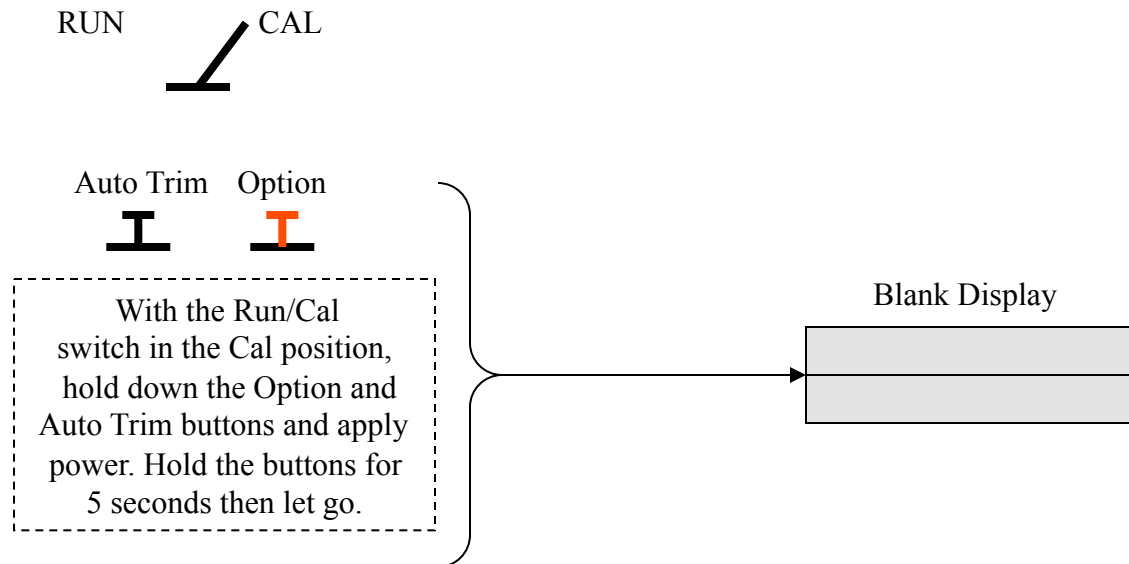 RUN CAL
Auto Trim Option
With the Run/Cal
switch in the Cal position,
hold down the Option and
Auto Trim buttons and apply
power. Hold the buttons for
5 seconds then let go.
Blank Display